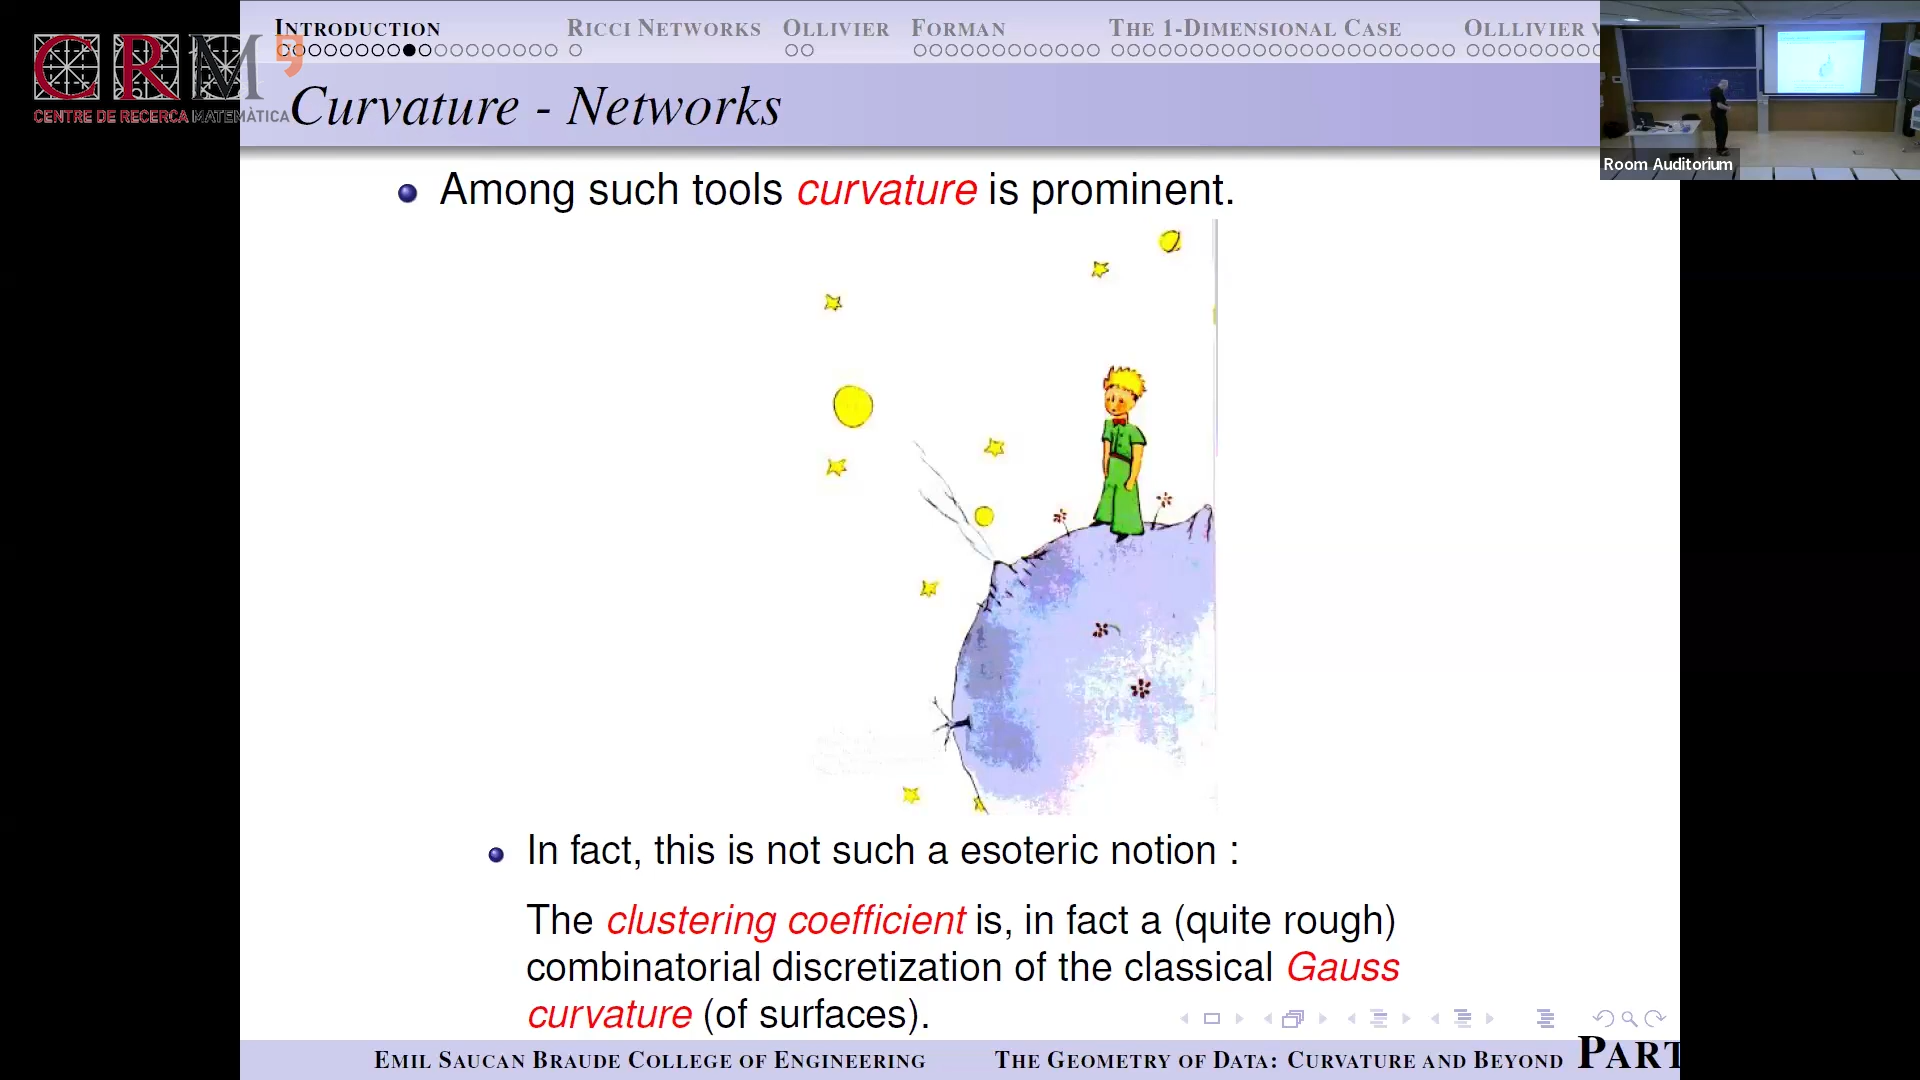 INTRODUCTION RICCI NETWORKS OLLIVIER FORMAN THE 1-DIMENSIONAL CASE OLLLIVIER V
CRM
CENTRE DE RECERCA MATEMÀTICA
Curvature - Networks
Room Auditorium
Among such tools curvature is prominent.
In fact, this is not such a esoteric notion :
The clustering coefficient is, in fact a (quite rough)
combinatorial discretization of the classical Gauss
curvature (of surfaces).
EMIL SAUCAN BRAUDE COLLEGE OF ENGINEERING THE GEOMETRY OF DATA: CURVATURE AND BEYOND PART